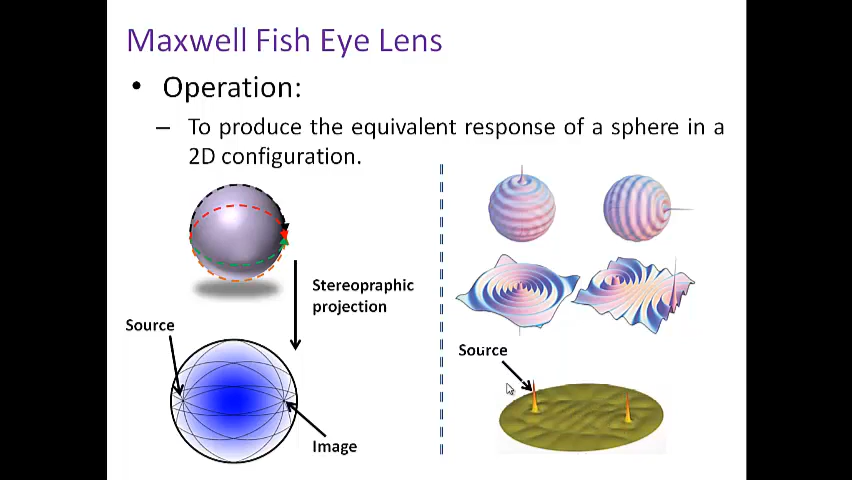 Maxwell Fish Eye Lens
• Operation:
– To produce the equivalent response of a sphere in a
2D configuration.
Stereopraphic
projection
Source
Image
Source